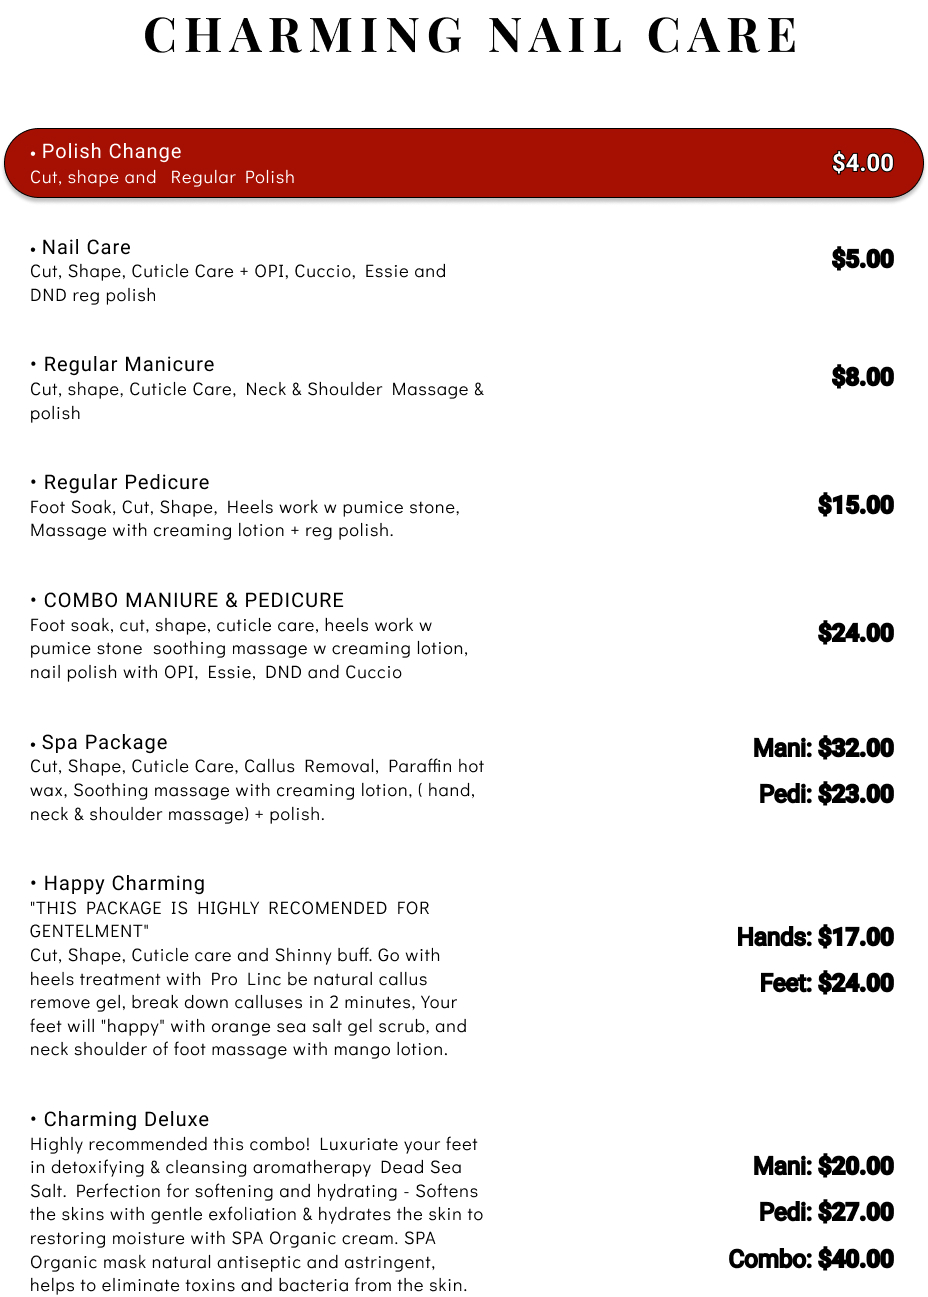 CHARMING NAIL CARE
• Polish Change
$4.00
Cut, shape and Regular Polish
• Nail Care
$5.00
Cut, Shape, Cuticle Care + OPI, Cuccio, Essie and
DND reg polish
• Regular Manicure
$8.00
Cut, shape, Cuticle Care, Neck & Shoulder Massage &
polish
• Regular Pedicure
$15.00
Foot Soak, Cut, Shape, Heels work w pumice stone,
Massage with creaming lotion + reg polish.
• COMBO MANIURE & PEDICURE
$24.00
Foot soak, cut, shape, cuticle care, heels work w
pumice stone soothing massage w creaming lotion,
nail polish with OPI, Essie, DND and Cuccio
• Spa Package
Mani: $32.00
Pedi: $23.00
Cut, Shape, Cuticle Care, Callus Removal, Paraffin hot
wax, Soothing massage with creaming lotion, ( hand,
neck & shoulder massage) + polish.
• Happy Charming
"THIS PACKAGE IS HIGHLY RECOMENDED FOR
GENTELMENT"
Cut, Shape, Cuticle care and Shinny buff. Go with
heels treatment with Pro Linc be natural callus
remove gel, break down calluses in 2 minutes, Your
feet will "happy" with orange sea salt gel scrub, and
neck shoulder of foot massage with mango lotion.
Hands: $17.00
Feet: $24.00
• Charming Deluxe
Highly recommended this combo! Luxuriate your feet
in detoxifying & cleansing aromatherapy Dead Sea
Salt. Perfection for softening and hydrating - Softens
the skins with gentle exfoliation & hydrates the skin to
restoring moisture with SPA Organic cream. SPA
Organic mask natural antiseptic and astringent,
helps to eliminate toxins and bacteria from the skin.
Mani: $20.00
Pedi: $27.00
Combo: $40.00